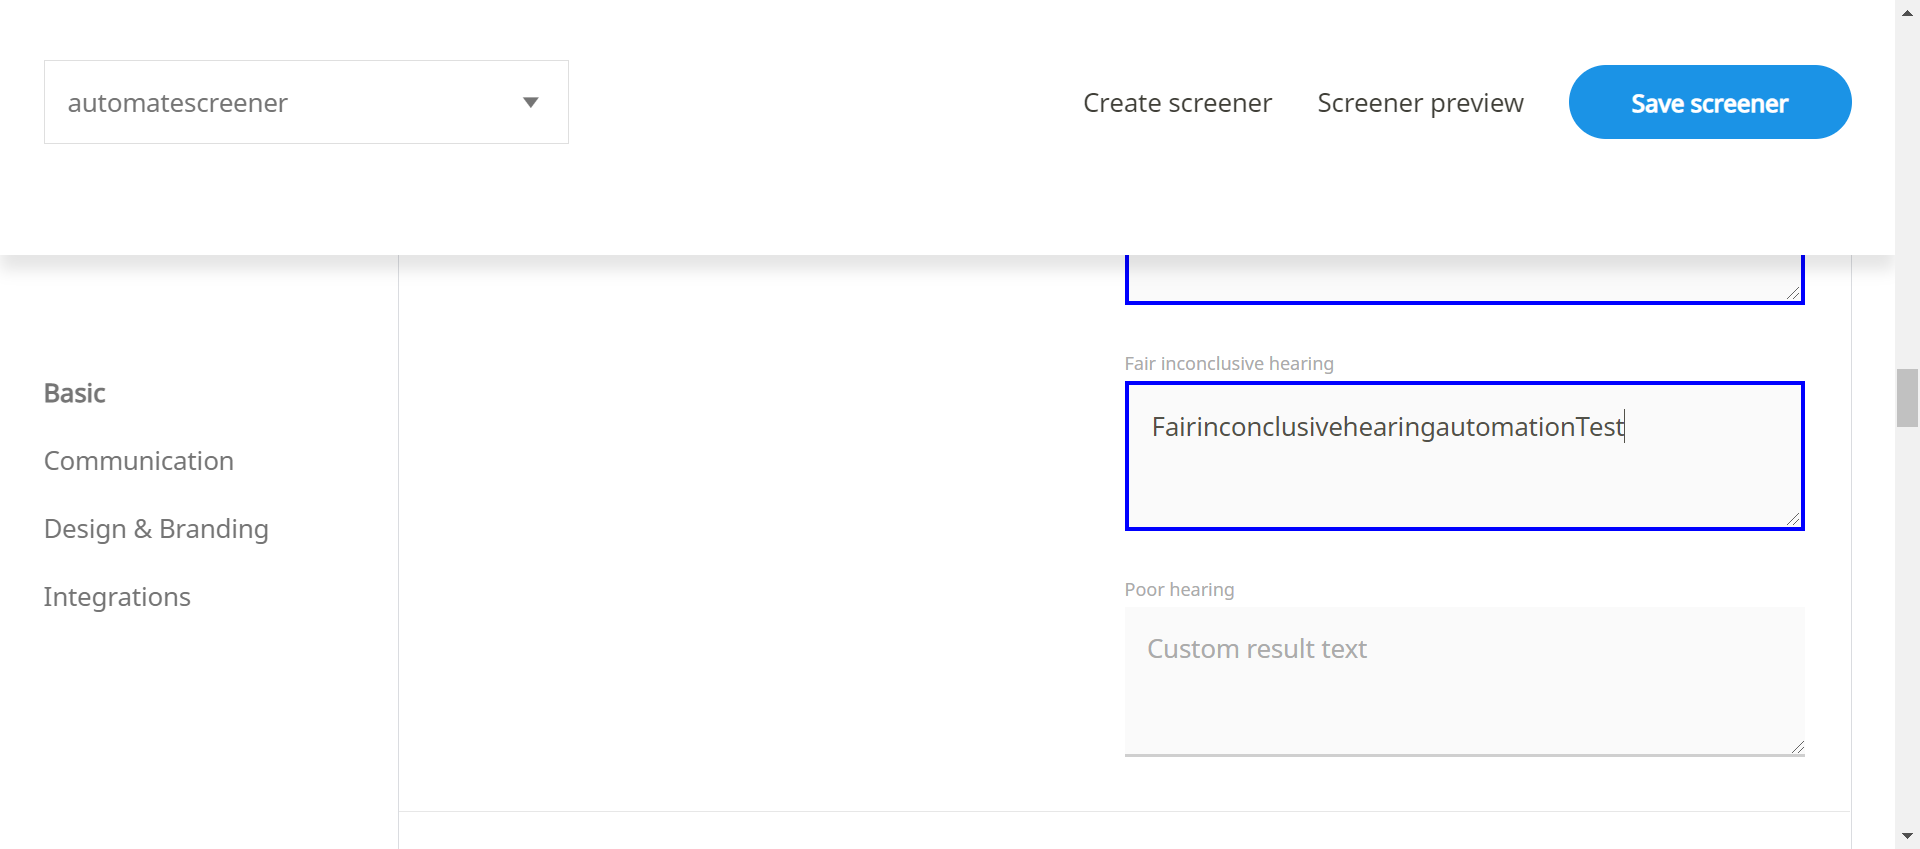 automatescreener
Create screener
Screener preview
Save screener
Basic
Communication
Design & Branding
Integrations
Fair inconclusive hearing
FairinconclusivehearingautomationTest
Poor hearing
Custom result text